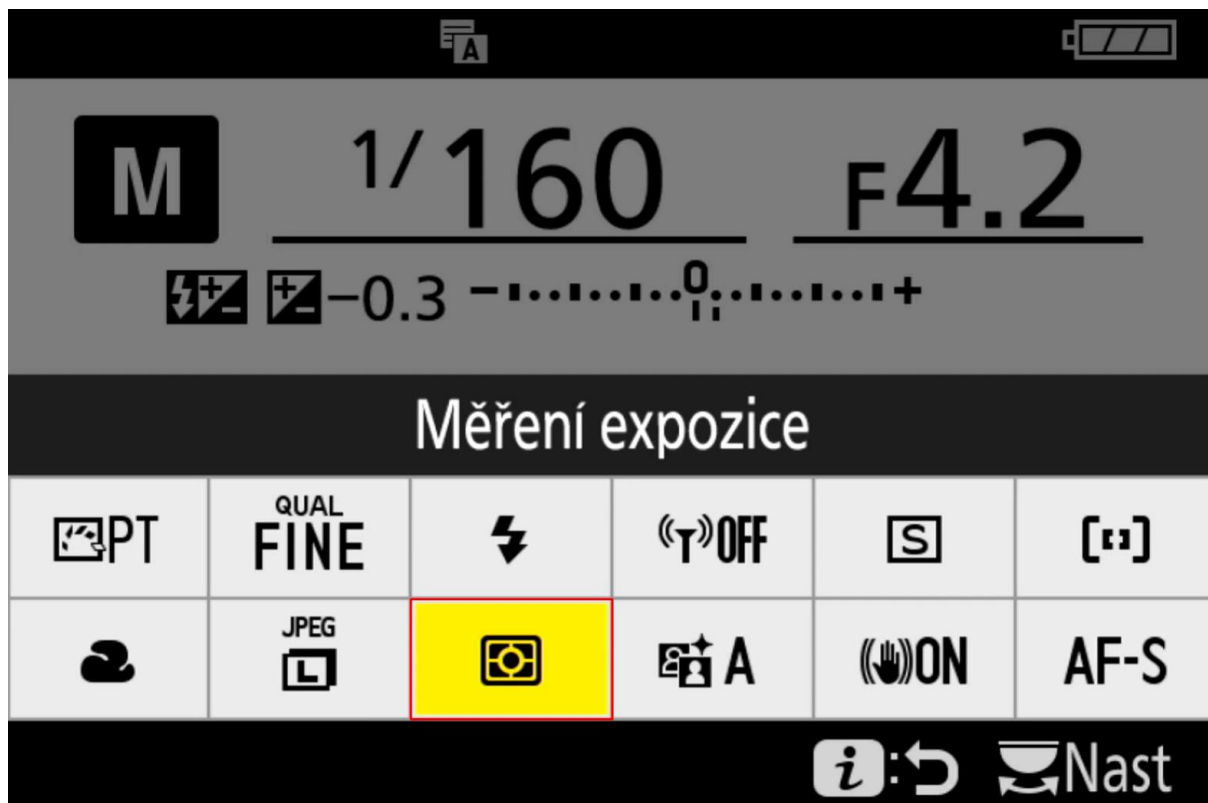 A
M 1/160 F4.2
−0.3 − 0 +
Měření expozice
PT QUAL FINE OFF S
JPEG L A ON AF-S
i : Nast